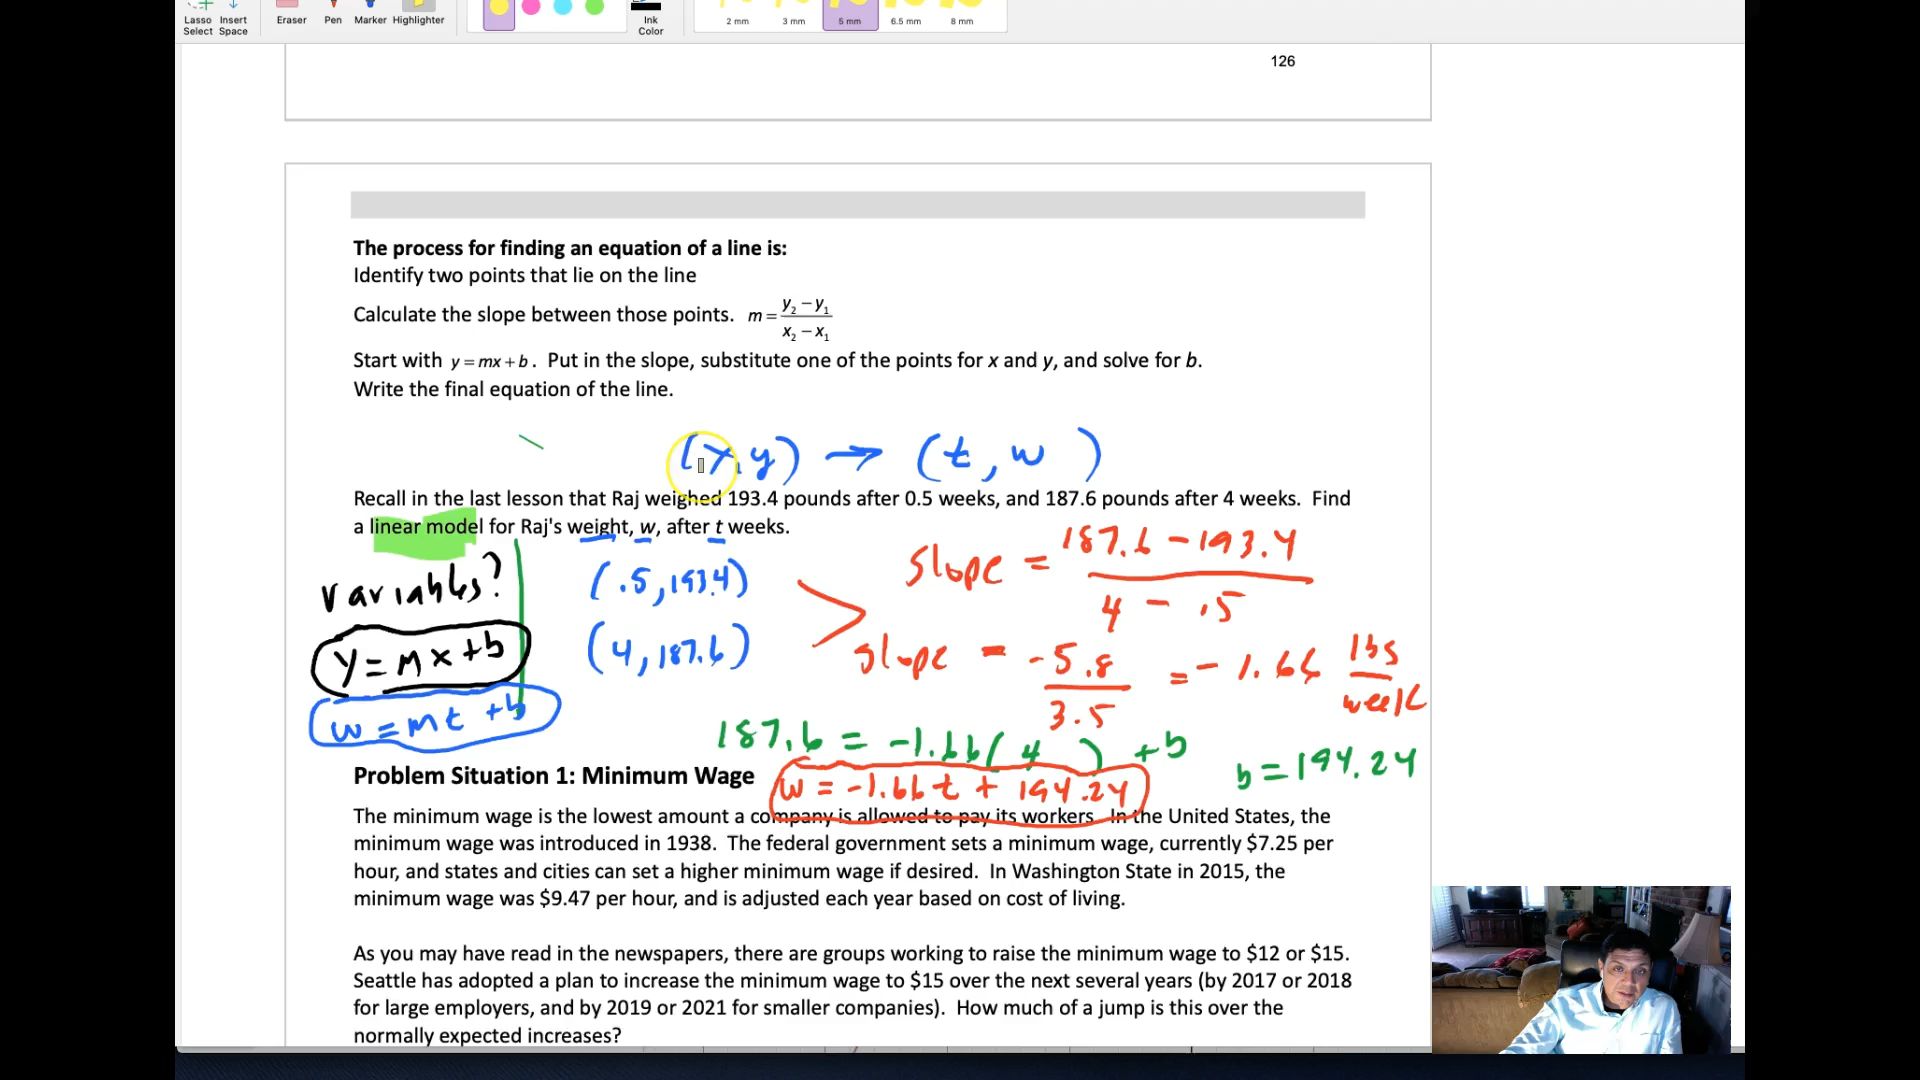 Lasso Select
Insert Space
Eraser
Pen
Marker
Highlighter
Ink Color
2 mm
3 mm
5 mm
6.5 mm
8 mm
126
The process for finding an equation of a line is:
Identify two points that lie on the line
Calculate the slope between those points. m = (y₂ − y₁)/(x₂ − x₁)
Start with y = mx + b. Put in the slope, substitute one of the points for x and y, and solve for b.
Write the final equation of the line.
(x, y) → (t, w )
Recall in the last lesson that Raj weighed 193.4 pounds after 0.5 weeks, and 187.6 pounds after 4 weeks. Find
a linear model for Raj's weight, w, after t weeks.
variables?
y = mx + b
w = mt + b
(.5, 193.4)
(4, 187.6)
slope = (187.6 − 193.4)/(4 − .5)
slope = -5.8/3.5 = -1.66 lbs/week
187.6 = -1.66( 4 ) + b
b = 194.24
w = -1.66t + 194.24
Problem Situation 1: Minimum Wage
The minimum wage is the lowest amount a company is allowed to pay its workers. In the United States, the
minimum wage was introduced in 1938. The federal government sets a minimum wage, currently $7.25 per
hour, and states and cities can set a higher minimum wage if desired. In Washington State in 2015, the
minimum wage was $9.47 per hour, and is adjusted each year based on cost of living.
As you may have read in the newspapers, there are groups working to raise the minimum wage to $12 or $15.
Seattle has adopted a plan to increase the minimum wage to $15 over the next several years (by 2017 or 2018
for large employers, and by 2019 or 2021 for smaller companies). How much of a jump is this over the
normally expected increases?